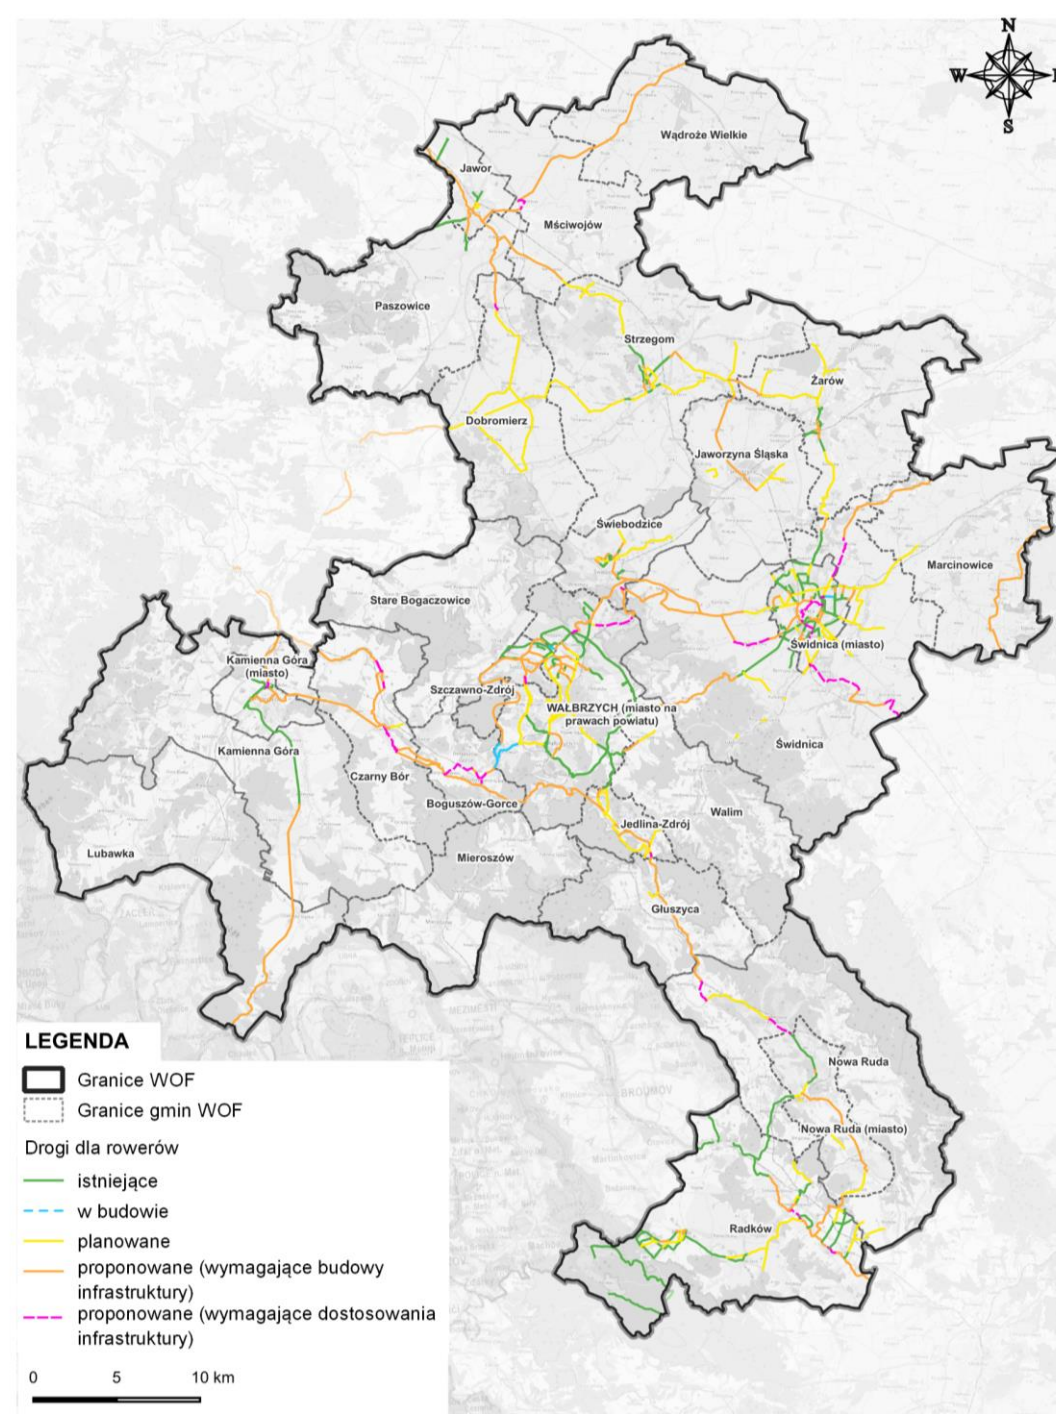 N
W
S
Wądroże Wielkie
Jawor
Mściwojów
Paszowice
Strzegom
Żarów
Dobromierz
Jaworzyna Śląska
Świebodzice
Marcinowice
Stare Bogaczowice
Świdnica (miasto)
Kamienna Góra
(miasto)
Szczawno-Zdrój
WAŁBRZYCH (miasto na
prawach powiatu)
Świdnica
Kamienna Góra
Czarny Bór
Boguszów-Gorce
Walim
Jedlina-Zdrój
Lubawka
Mieroszów
Głuszyca
Nowa Ruda
BROUMOV
Nowa Ruda (miasto)
Radków
LEGENDA
Granice WOF
Granice gmin WOF
Drogi dla rowerów
istniejące
w budowie
planowane
proponowane (wymagające budowy
infrastruktury)
proponowane (wymagające dostosowania
infrastruktury)
0 5 10 km